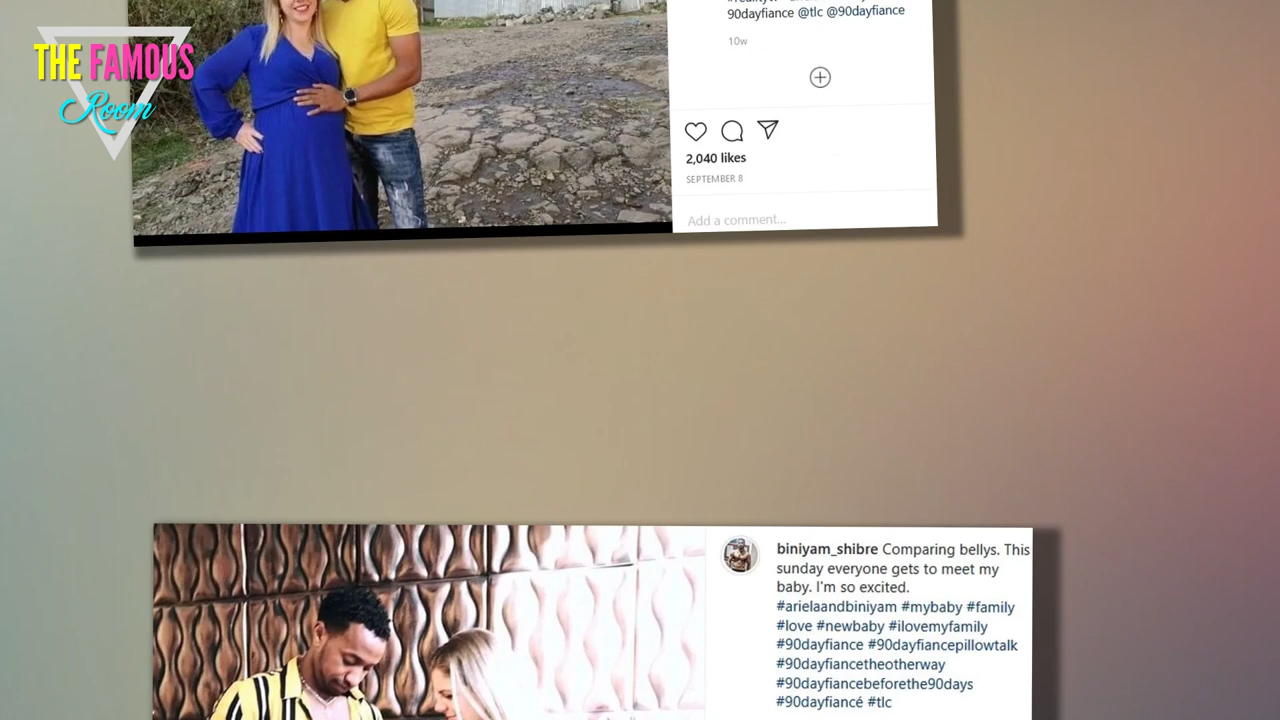 THE FAMOUS
Room
90dayfiance @tlc @90dayfiance
10w
2,040 likes
SEPTEMBER 8
Add a comment...
biniyam_shibre Comparing bellys. This
sunday everyone gets to meet my
baby. I'm so excited.
#arielaandbiniyam #mybaby #family
#love #newbaby #ilovemyfamily
#90dayfiance #90dayfiancepillowtalk
#90dayfiancetheotherway
#90dayfiancebeforethe90days
#90dayfiancé #tlc